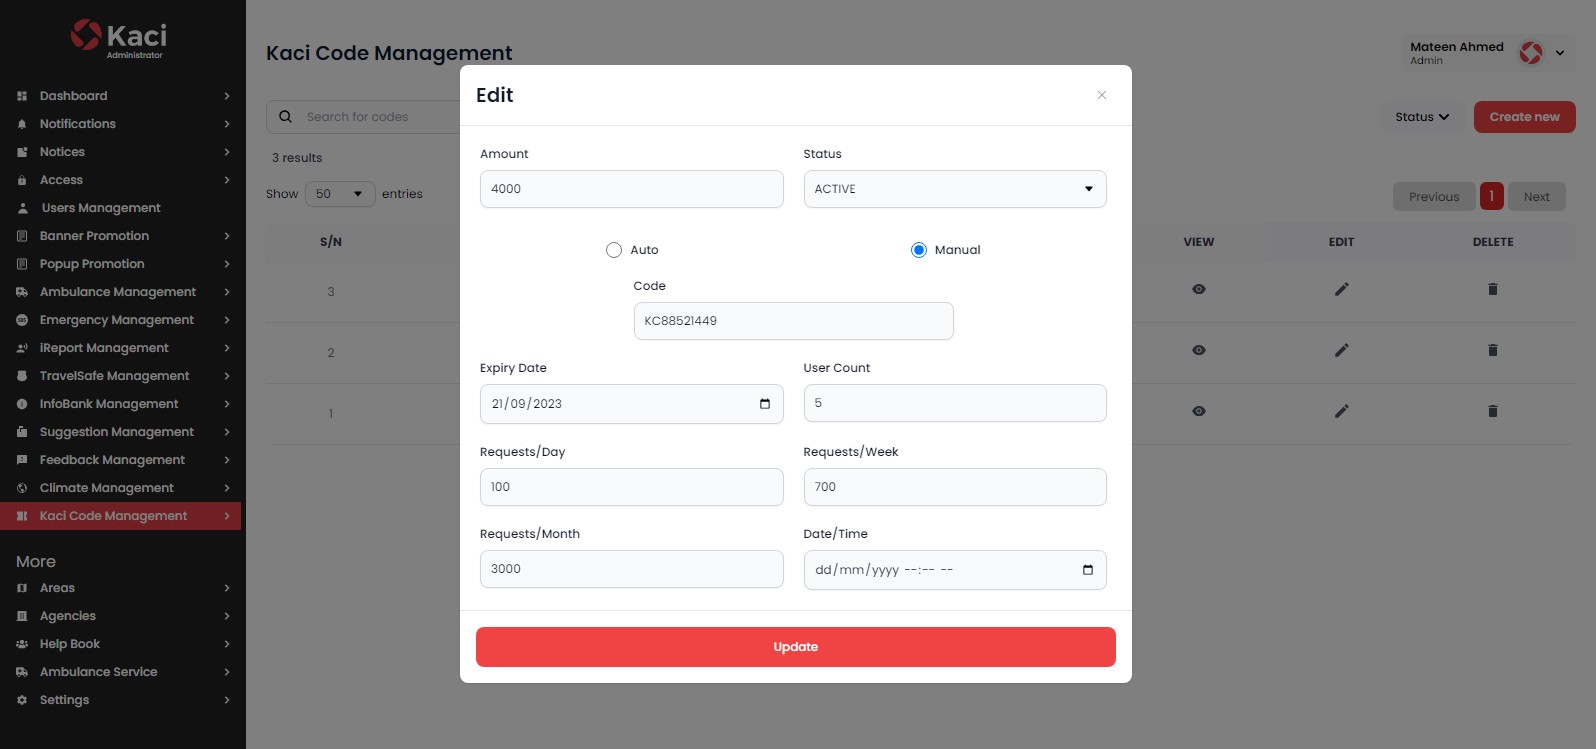 Kaci
Administrator
Dashboard
Notifications
Notices
Access
Users Management
Banner Promotion
Popup Promotion
Ambulance Management
Emergency Management
iReport Management
TravelSafe Management
InfoBank Management
Suggestion Management
Feedback Management
Climate Management
Kaci Code Management
More
Areas
Agencies
Help Book
Ambulance Service
Settings
Kaci Code Management
Mateen Ahmed
Admin
Search for codes
Status
Create new
3 results
Show 50 entries
Previous 1 Next
S/N VIEW EDIT DELETE
3
2
1
Edit
Amount Status
4000 ACTIVE
Auto Manual
Code
KC88521449
Expiry Date User Count
21/09/2023 5
Requests/Day Requests/Week
100 700
Requests/Month Date/Time
3000 dd/mm/yyyy --:-- --
Update